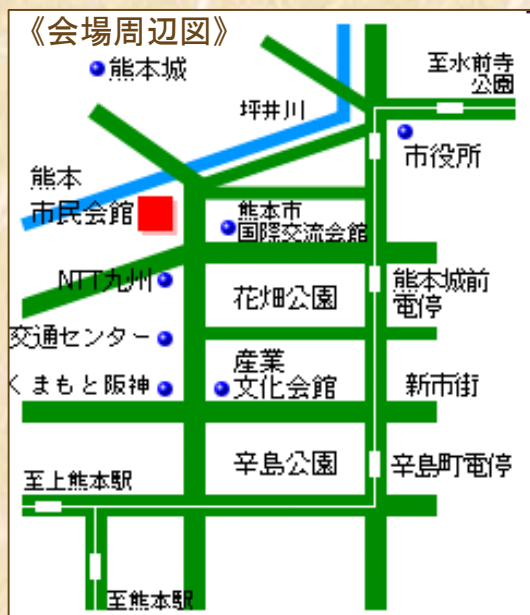 《会場周辺図》
熊本城
至水前寺
公園
坪井川
市役所
熊本
市民会館
熊本市
国際交流会館
NTT九州
花畑公園
熊本城前
電停
交通センター
産業
文化会館
くまもと阪神
新市街
辛島公園
辛島町電停
至上熊本駅
至熊本駅